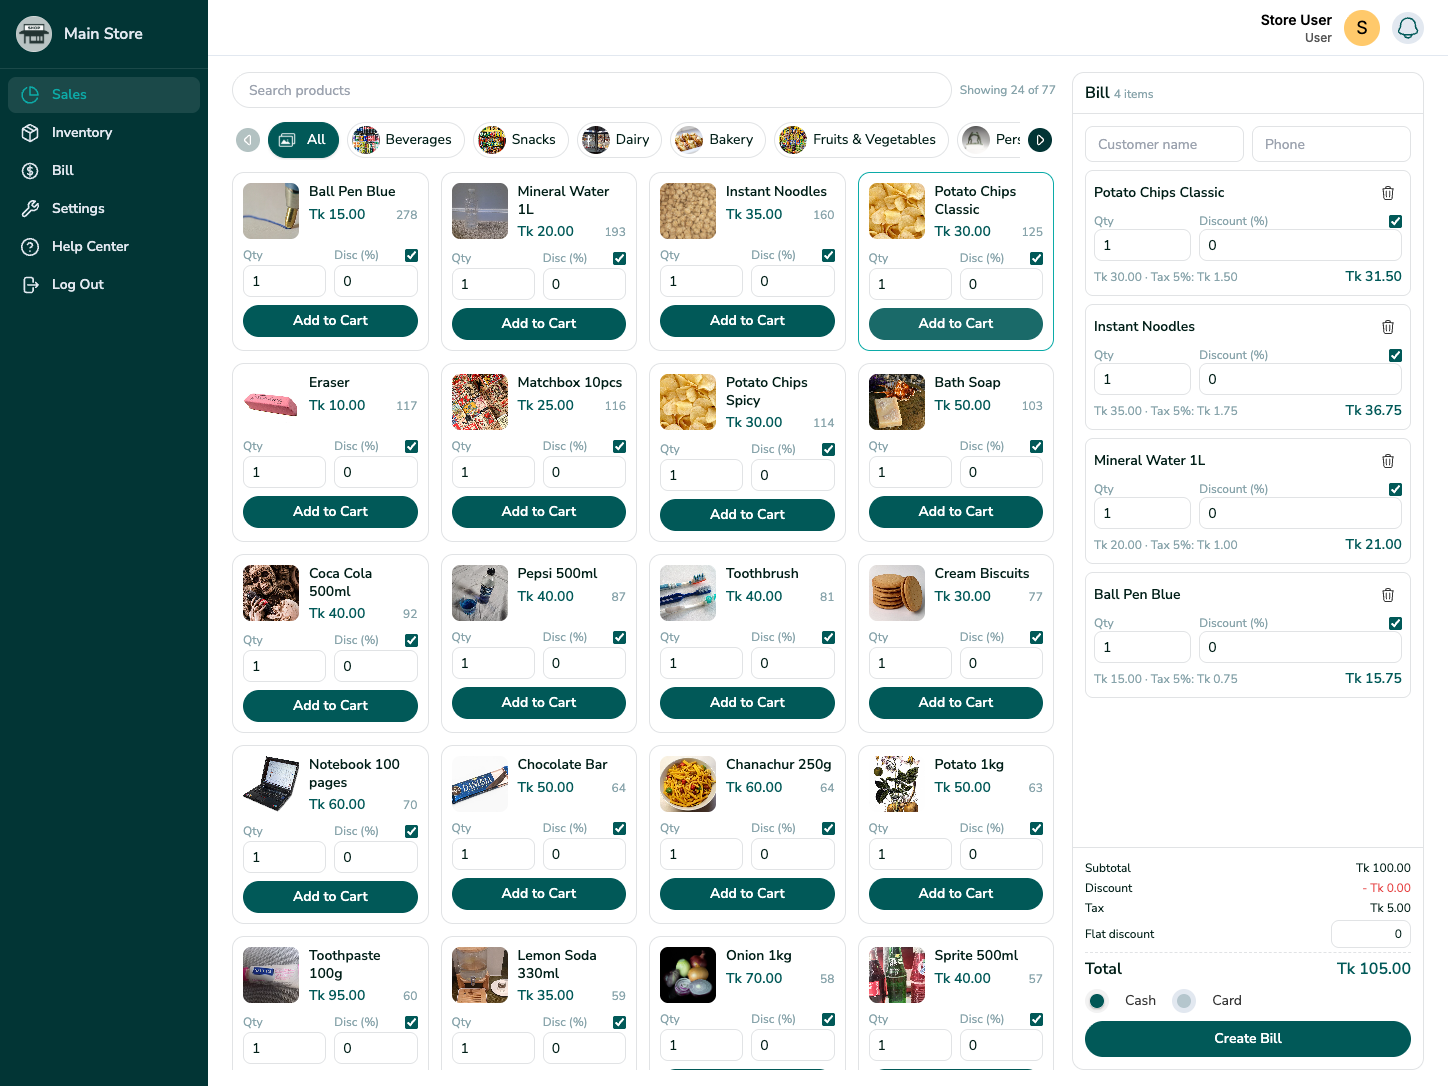 Main Store
Sales
Inventory
Bill
Settings
Help Center
Log Out
Store User
User
S
Search products
Showing 24 of 77
All
Beverages
Snacks
Dairy
Bakery
Fruits & Vegetables
Pers
Ball Pen Blue
Tk 15.00 278
Qty Disc (%)
1 0
Add to Cart
Mineral Water
1L
Tk 20.00 193
Qty Disc (%)
1 0
Add to Cart
Instant Noodles
Tk 35.00 160
Qty Disc (%)
1 0
Add to Cart
Potato Chips
Classic
Tk 30.00 125
Qty Disc (%)
1 0
Add to Cart
Eraser
Tk 10.00 117
Qty Disc (%)
1 0
Add to Cart
Matchbox 10pcs
Tk 25.00 116
Qty Disc (%)
1 0
Add to Cart
Potato Chips
Spicy
Tk 30.00 114
Qty Disc (%)
1 0
Add to Cart
Bath Soap
Tk 50.00 103
Qty Disc (%)
1 0
Add to Cart
Coca Cola
500ml
Tk 40.00 92
Qty Disc (%)
1 0
Add to Cart
Pepsi 500ml
Tk 40.00 87
Qty Disc (%)
1 0
Add to Cart
Toothbrush
Tk 40.00 81
Qty Disc (%)
1 0
Add to Cart
Cream Biscuits
Tk 30.00 77
Qty Disc (%)
1 0
Add to Cart
Notebook 100
pages
Tk 60.00 70
Qty Disc (%)
1 0
Add to Cart
Chocolate Bar
Tk 50.00 64
Qty Disc (%)
1 0
Add to Cart
Chanachur 250g
Tk 60.00 64
Qty Disc (%)
1 0
Add to Cart
Potato 1kg
Tk 50.00 63
Qty Disc (%)
1 0
Add to Cart
Toothpaste
100g
Tk 95.00 60
Qty Disc (%)
1 0
Lemon Soda
330ml
Tk 35.00 59
Qty Disc (%)
1 0
Onion 1kg
Tk 70.00 58
Qty Disc (%)
1 0
Sprite 500ml
Tk 40.00 57
Qty Disc (%)
1 0
Bill 4 items
Customer name
Phone
Potato Chips Classic
Qty Discount (%)
1 0
Tk 30.00 · Tax 5%: Tk 1.50 Tk 31.50
Instant Noodles
Qty Discount (%)
1 0
Tk 35.00 · Tax 5%: Tk 1.75 Tk 36.75
Mineral Water 1L
Qty Discount (%)
1 0
Tk 20.00 · Tax 5%: Tk 1.00 Tk 21.00
Ball Pen Blue
Qty Discount (%)
1 0
Tk 15.00 · Tax 5%: Tk 0.75 Tk 15.75
Subtotal Tk 100.00
Discount - Tk 0.00
Tax Tk 5.00
Flat discount 0
Total Tk 105.00
Cash Card
Create Bill